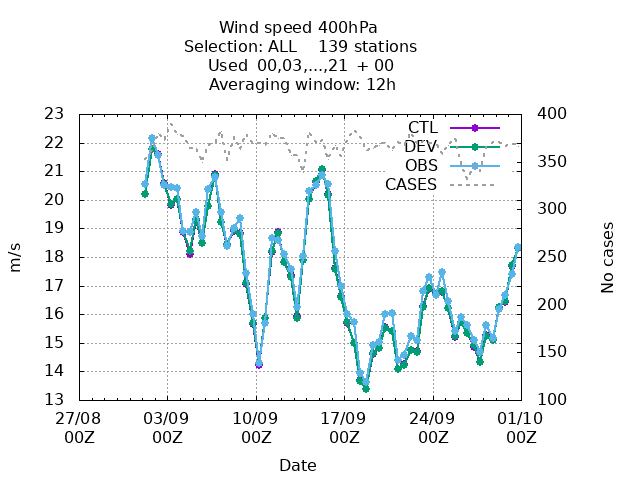 Wind speed 400hPa
Selection: ALL    139 stations
Used  00,03,...,21  + 00
Averaging window: 12h
23
22
21
20
19
18
17
16
15
14
13
m/s
400
350
300
250
200
150
100
No cases
CTL
DEV
OBS
CASES
27/08 03/09 10/09 17/09 24/09 01/10
00Z 00Z 00Z 00Z 00Z 00Z
Date